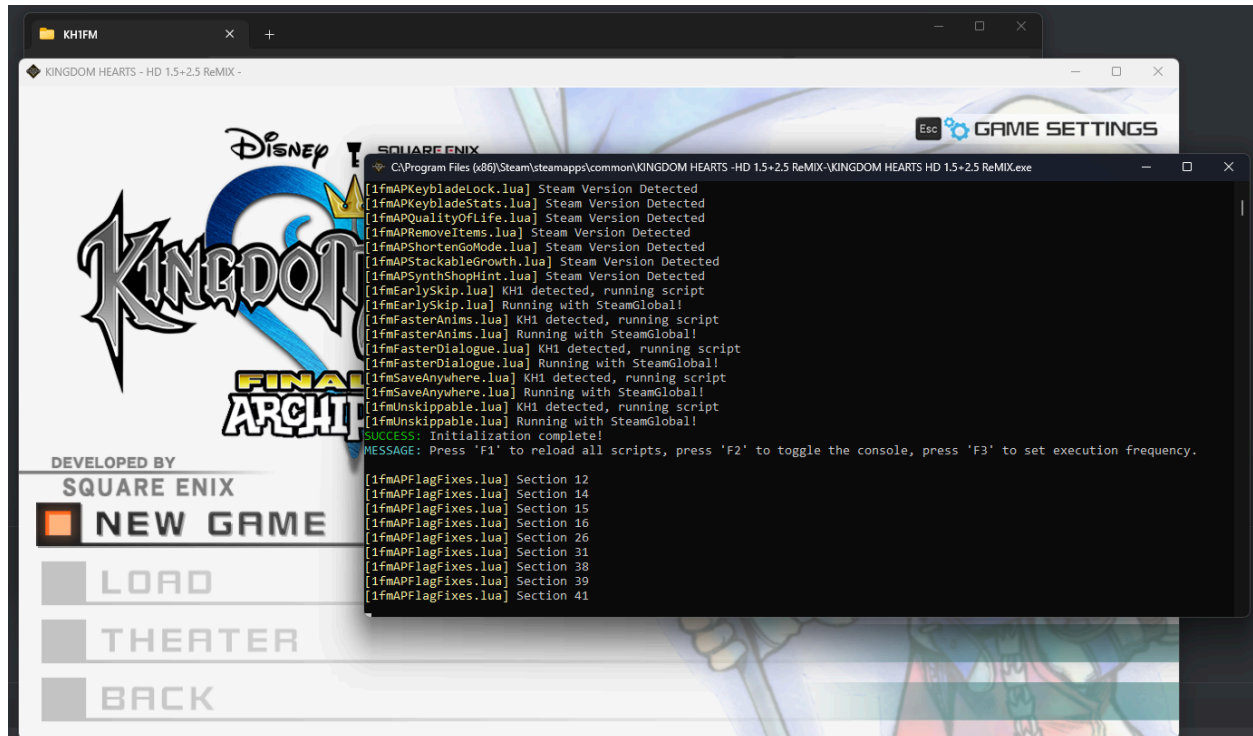 KH1FM
KINGDOM HEARTS - HD 1.5+2.5 ReMIX -
Esc GAME SETTINGS
Disney
SQUARE ENIX
C:\Program Files (x86)\Steam\steamapps\common\KINGDOM HEARTS -HD 1.5+2.5 ReMIX-\KINGDOM HEARTS HD 1.5+2.5 ReMIX.exe
[1fmAPKeybladeLock.lua] Steam Version Detected
[1fmAPKeybladeStats.lua] Steam Version Detected
[1fmAPQualityOfLife.lua] Steam Version Detected
[1fmAPRemoveItems.lua] Steam Version Detected
[1fmAPShortenGoMode.lua] Steam Version Detected
[1fmAPStackableGrowth.lua] Steam Version Detected
[1fmAPSynthShopHint.lua] Steam Version Detected
[1fmEarlySkip.lua] KH1 detected, running script
[1fmEarlySkip.lua] Running with SteamGlobal!
[1fmFasterAnims.lua] KH1 detected, running script
[1fmFasterAnims.lua] Running with SteamGlobal!
[1fmFasterDialogue.lua] KH1 detected, running script
[1fmFasterDialogue.lua] Running with SteamGlobal!
[1fmSaveAnywhere.lua] KH1 detected, running script
[1fmSaveAnywhere.lua] Running with SteamGlobal!
[1fmUnskippable.lua] KH1 detected, running script
[1fmUnskippable.lua] Running with SteamGlobal!
SUCCESS: Initialization complete!
MESSAGE: Press 'F1' to reload all scripts, press 'F2' to toggle the console, press 'F3' to set execution frequency.
[1fmAPFlagFixes.lua] Section 12
[1fmAPFlagFixes.lua] Section 14
[1fmAPFlagFixes.lua] Section 15
[1fmAPFlagFixes.lua] Section 16
[1fmAPFlagFixes.lua] Section 26
[1fmAPFlagFixes.lua] Section 31
[1fmAPFlagFixes.lua] Section 38
[1fmAPFlagFixes.lua] Section 39
[1fmAPFlagFixes.lua] Section 41
KINGDO
FINAL
ARCHIP
DEVELOPED BY
SQUARE ENIX
NEW GAME
LOAD
THEATER
BACK